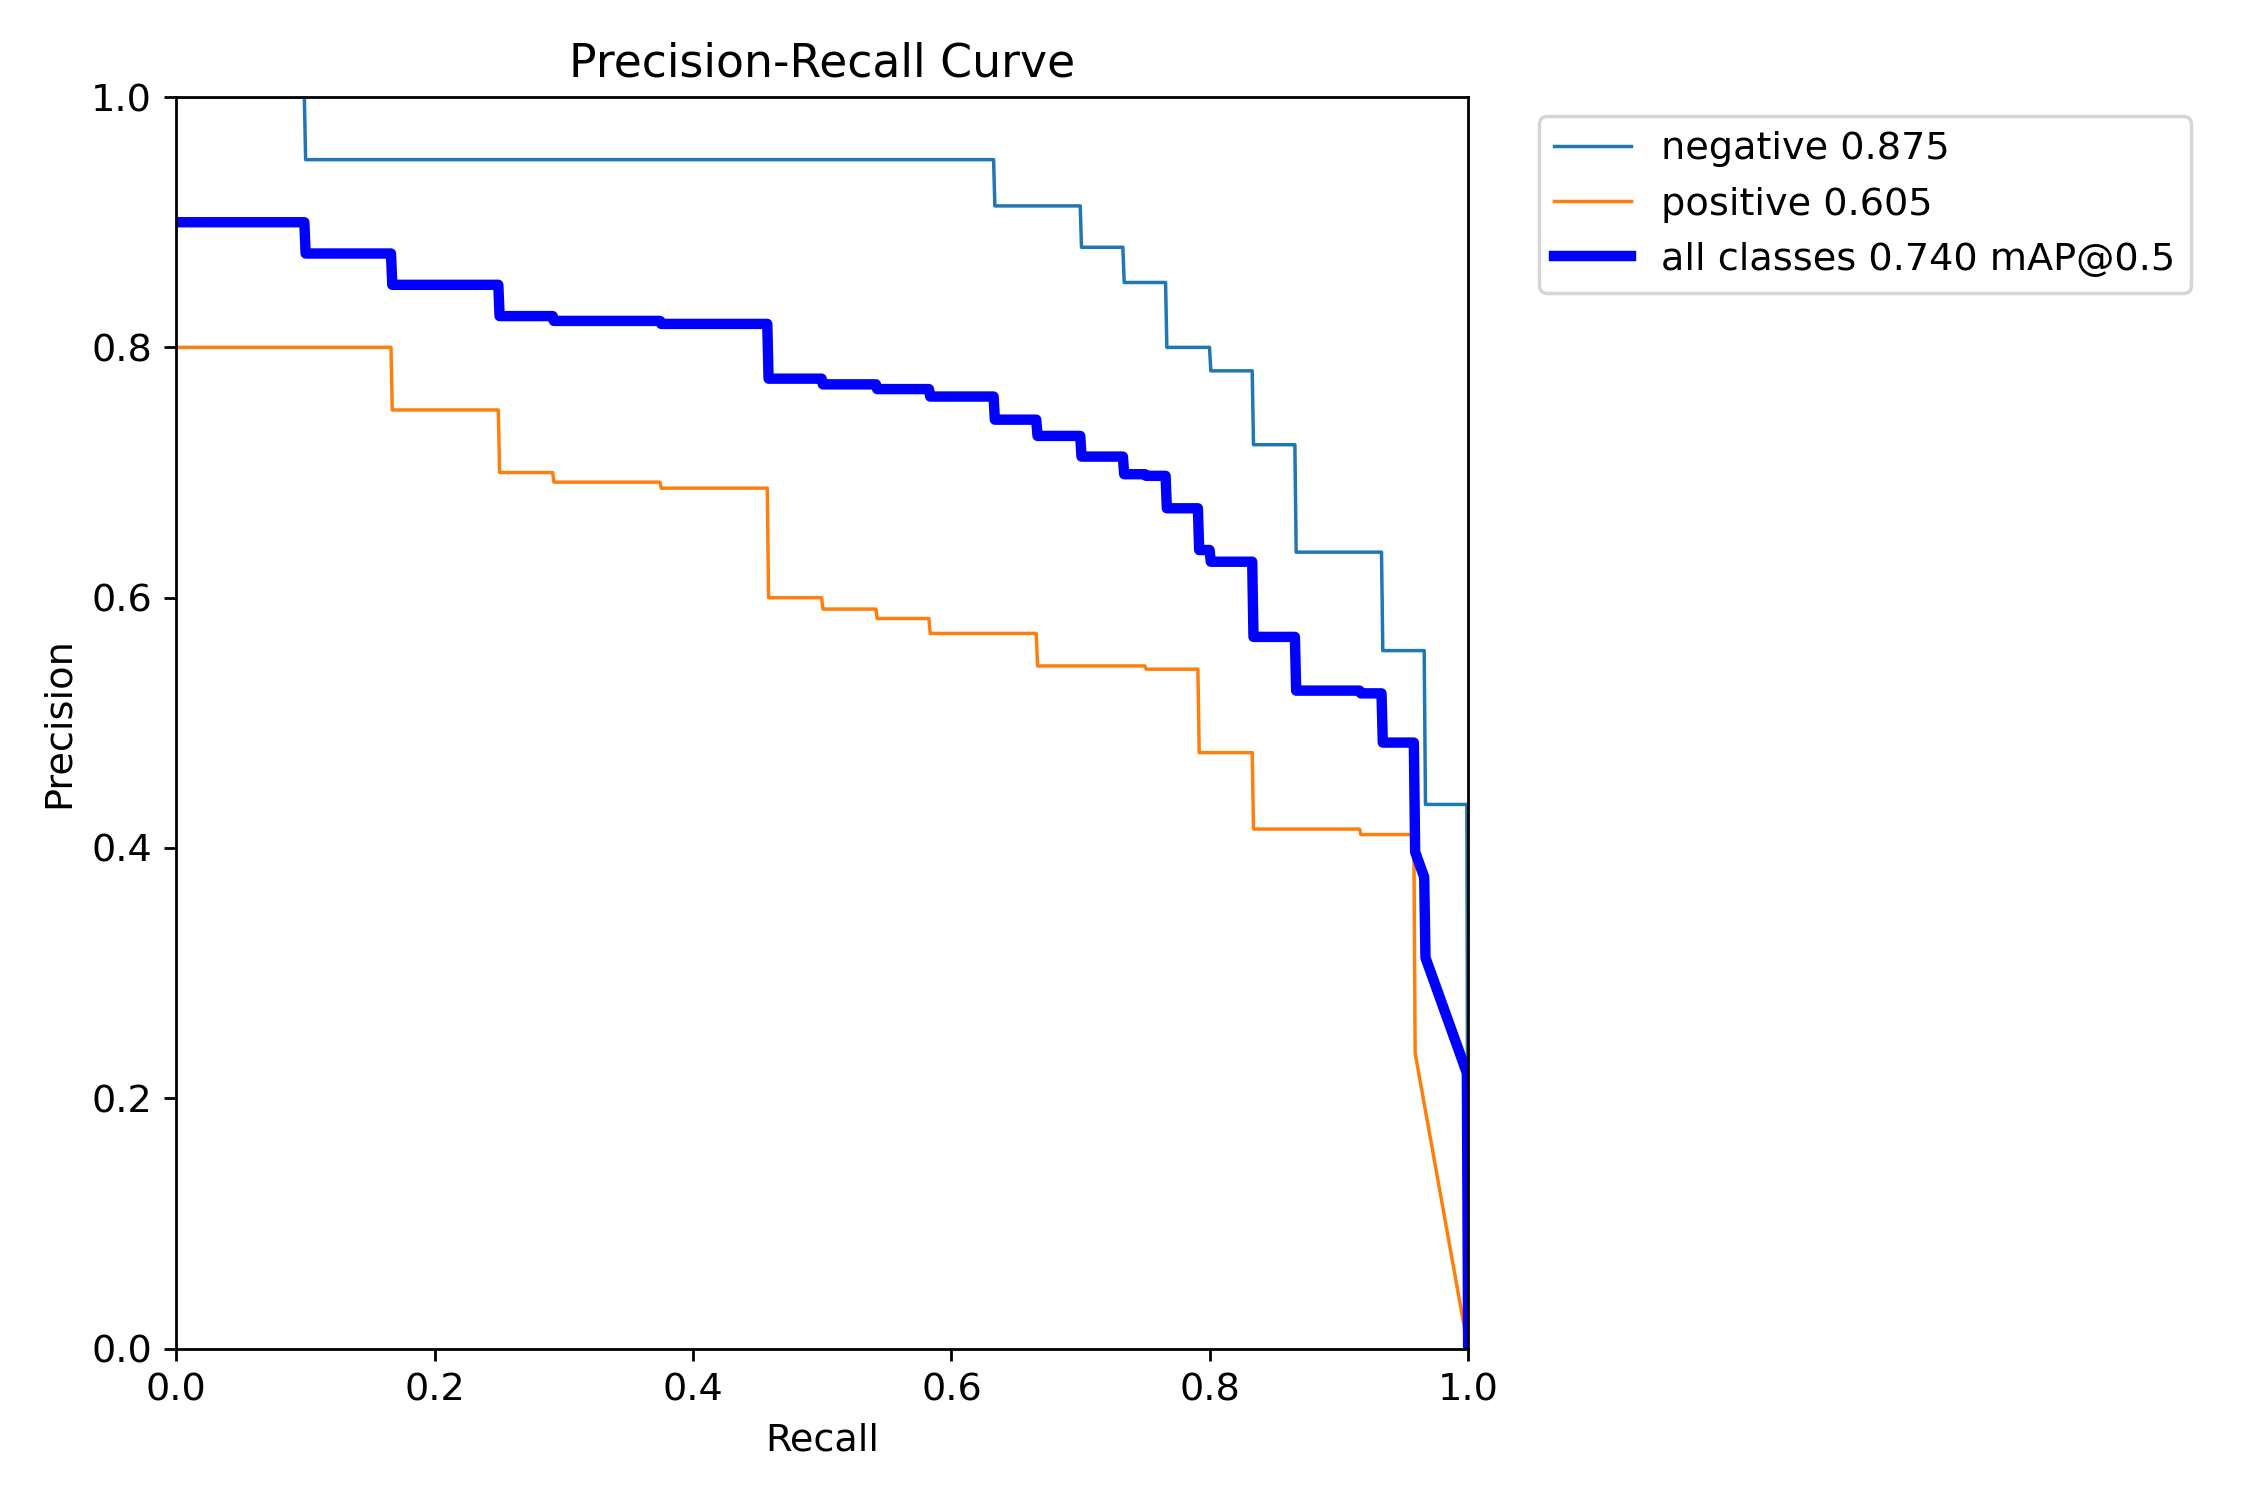 Precision-Recall Curve
1.0
0.8
0.6
0.4
0.2
0.0
Precision
0.0 0.2 0.4 0.6 0.8 1.0
Recall
negative 0.875
positive 0.605
all classes 0.740 mAP@0.5